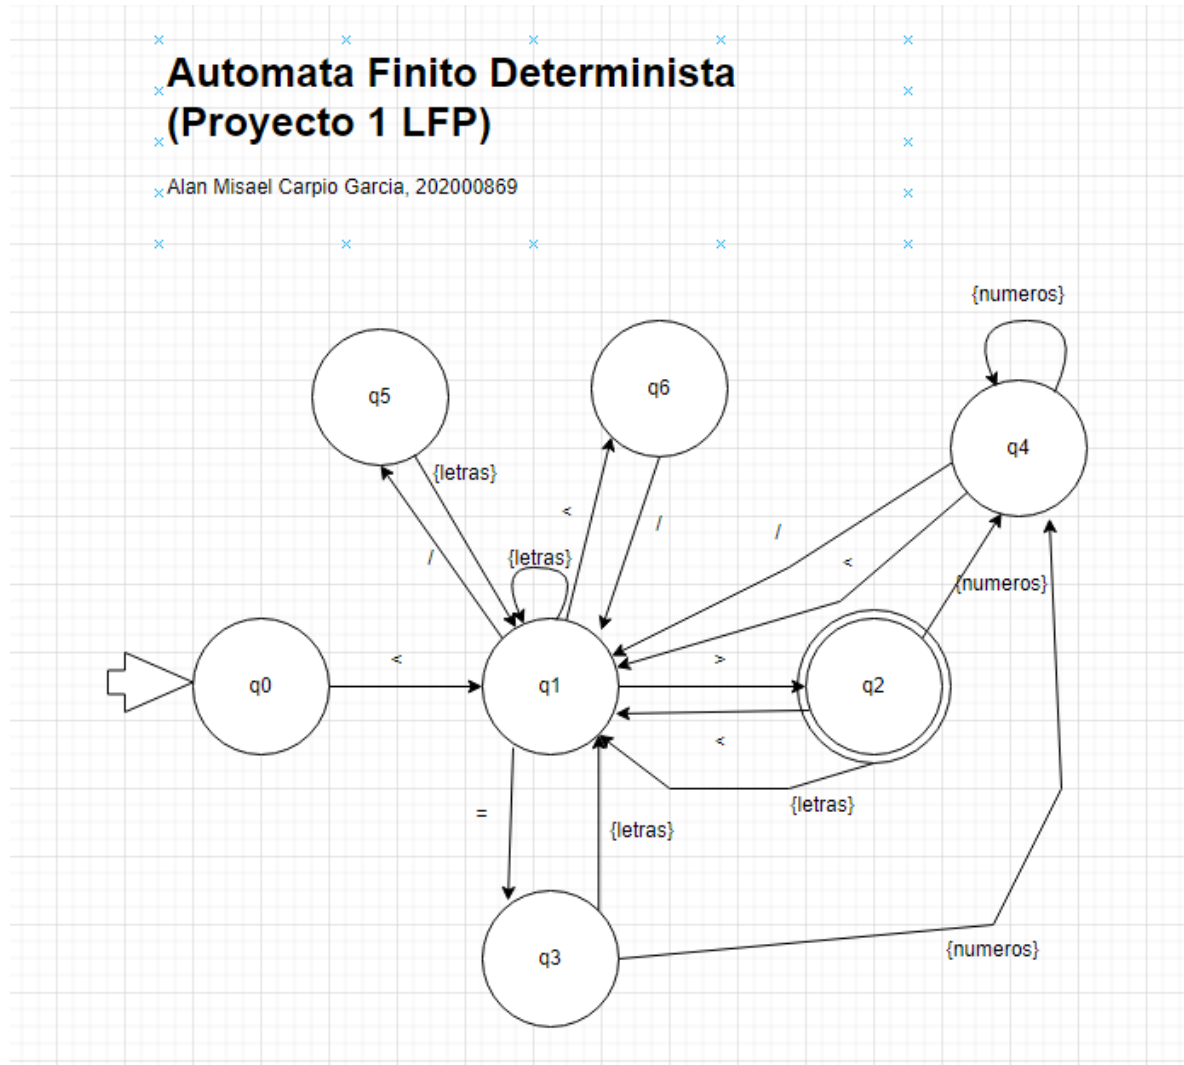 Automata Finito Determinista
(Proyecto 1 LFP)
Alan Misael Carpio Garcia, 202000869
{numeros}
q5
q6
q4
{letras}
<
/
/
<
/
{letras}
{numeros}
<
>
q0
q1
q2
<
{letras}
=
{letras}
q3
{numeros}